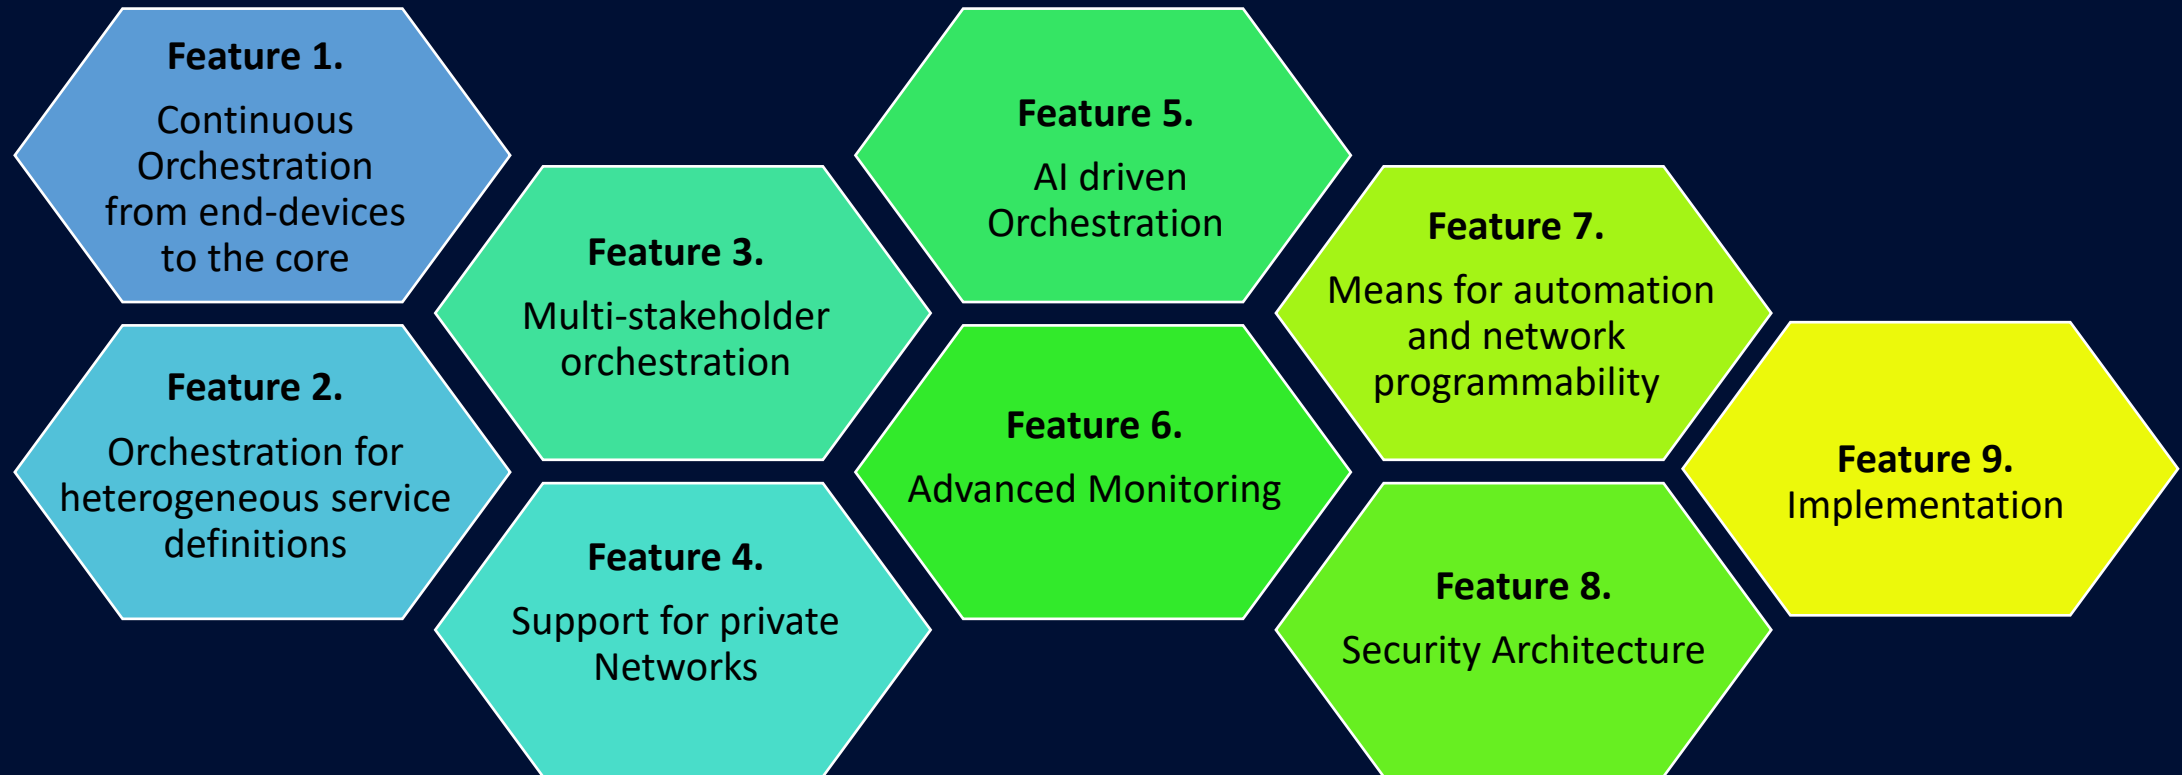 Feature 1.
Continuous
Orchestration
from end-devices
to the core
Feature 2.
Orchestration for
heterogeneous service
definitions
Feature 3.
Multi-stakeholder
orchestration
Feature 4.
Support for private
Networks
Feature 5.
AI driven
Orchestration
Feature 6.
Advanced Monitoring
Feature 7.
Means for automation
and network
programmability
Feature 8.
Security Architecture
Feature 9.
Implementation